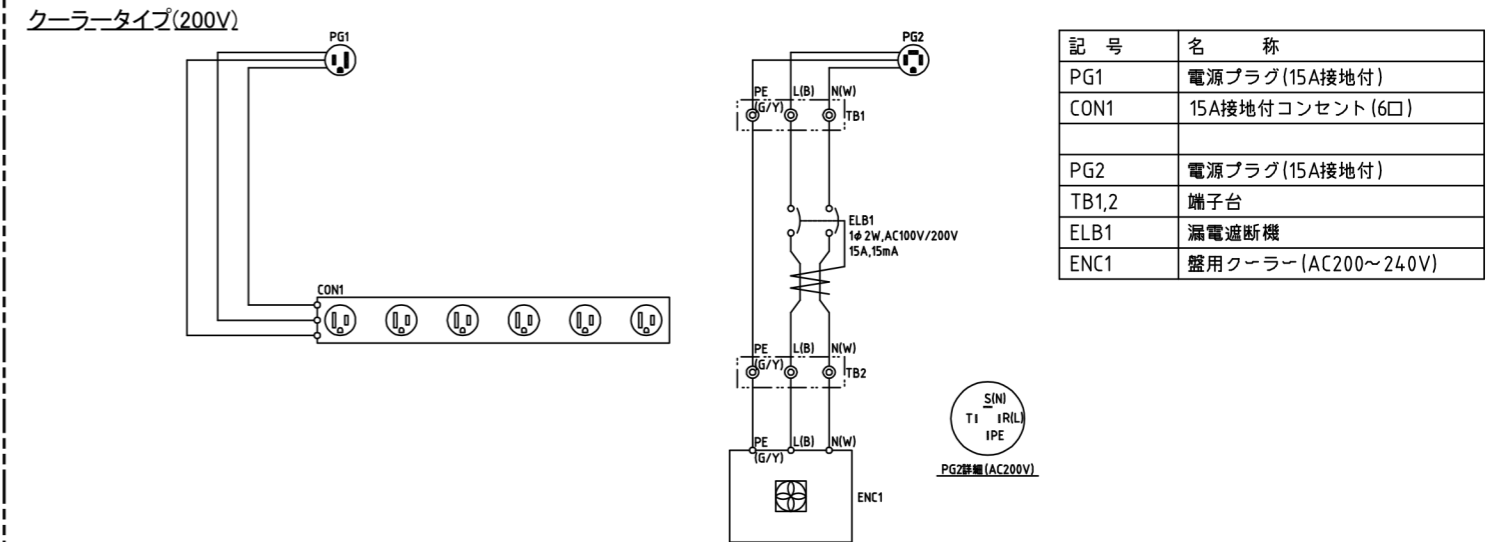 クーラータイプ(200V)
PG1
CON1
PG2
PE L(B) N(W)
(G/Y)
TB1
ELB1
1φ2W,AC100V/200V
15A,15mA
PE L(B) N(W)
(G/Y)
TB2
PE L(B) N(W)
(G/Y)
ENC1
S(N)
T R(L)
PE
PG2詳細(AC200V)
記 号 名 称
PG1 電源プラグ(15A接地付)
CON1 15A接地付コンセント(6口)
PG2 電源プラグ(15A接地付)
TB1,2 端子台
ELB1 漏電遮断機
ENC1 盤用クーラー(AC200～240V)